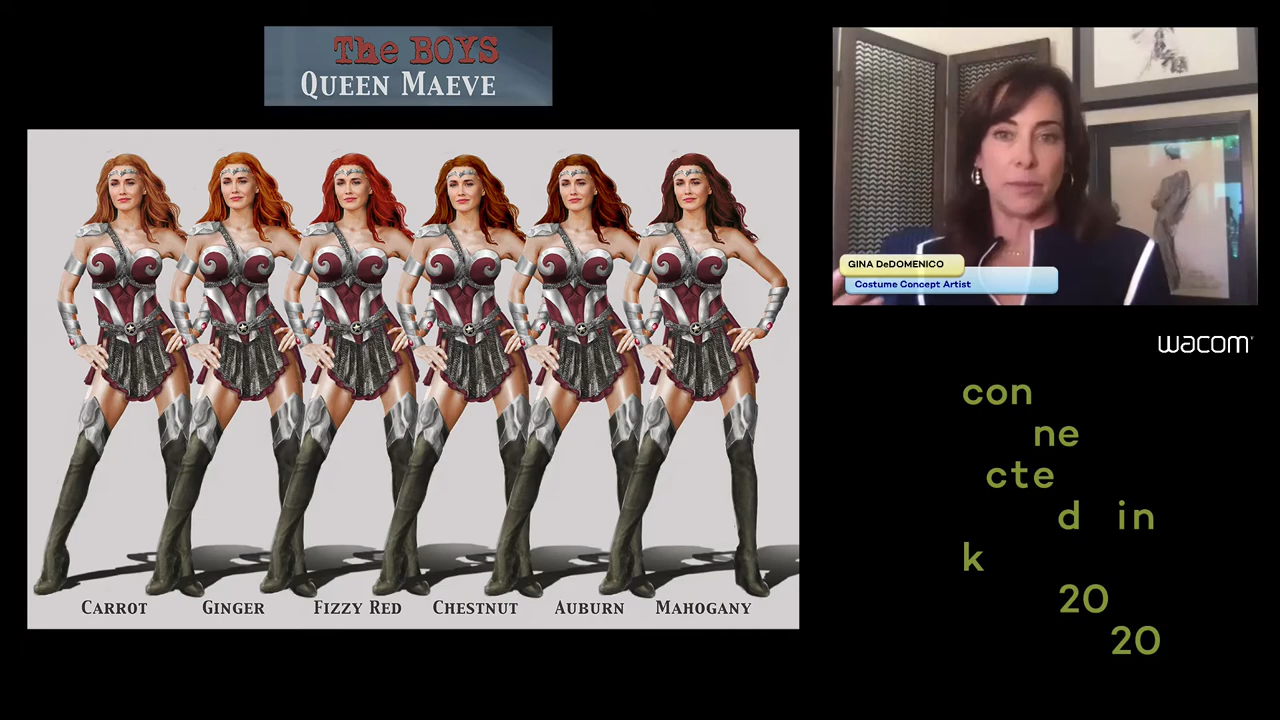 The BOYS
QUEEN MAEVE
CARROT GINGER FIZZY RED CHESTNUT AUBURN MAHOGANY
GINA DeDOMENICO
Costume Concept Artist
wacom
con
ne
cte
d in
k
20
20